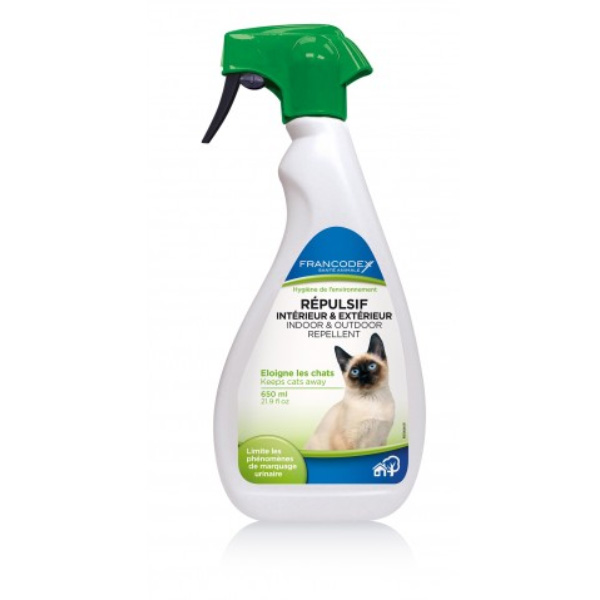 FRANCODEX
SANTÉ ANIMALE
Hygiène de l'environnement
RÉPULSIF
INTÉRIEUR & EXTÉRIEUR
INDOOR & OUTDOOR
REPELLENT
Eloigne les chats
Keeps cats away
650 ml
21.9 fl oz
Limite les
phénomènes
de marquage
urinaire